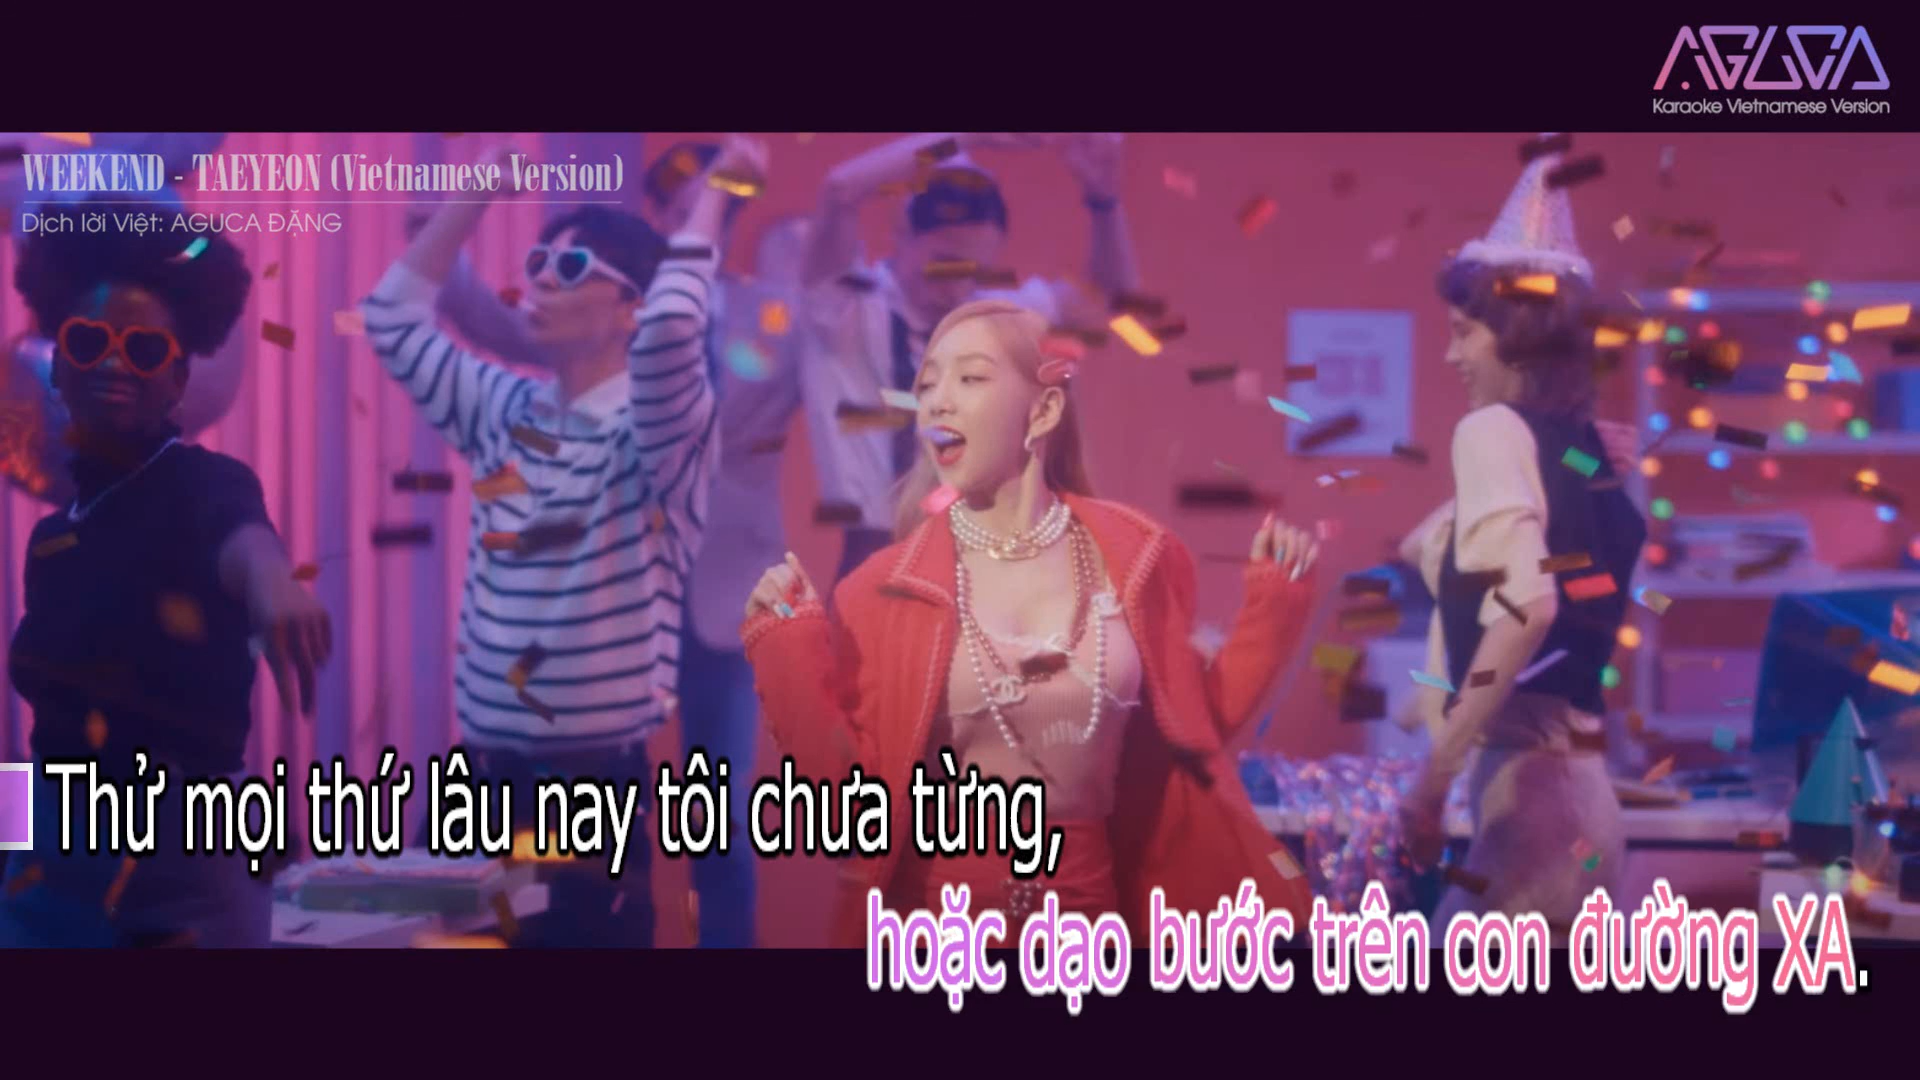 AGUCA
Karaoke Vietnamese Version
WEEKEND - TAEYEON (Vietnamese Version)
Dịch lời Việt: AGUCA ĐẶNG
Thử mọi thứ lâu nay tôi chưa từng,
hoặc dạo bước trên con đường XA.